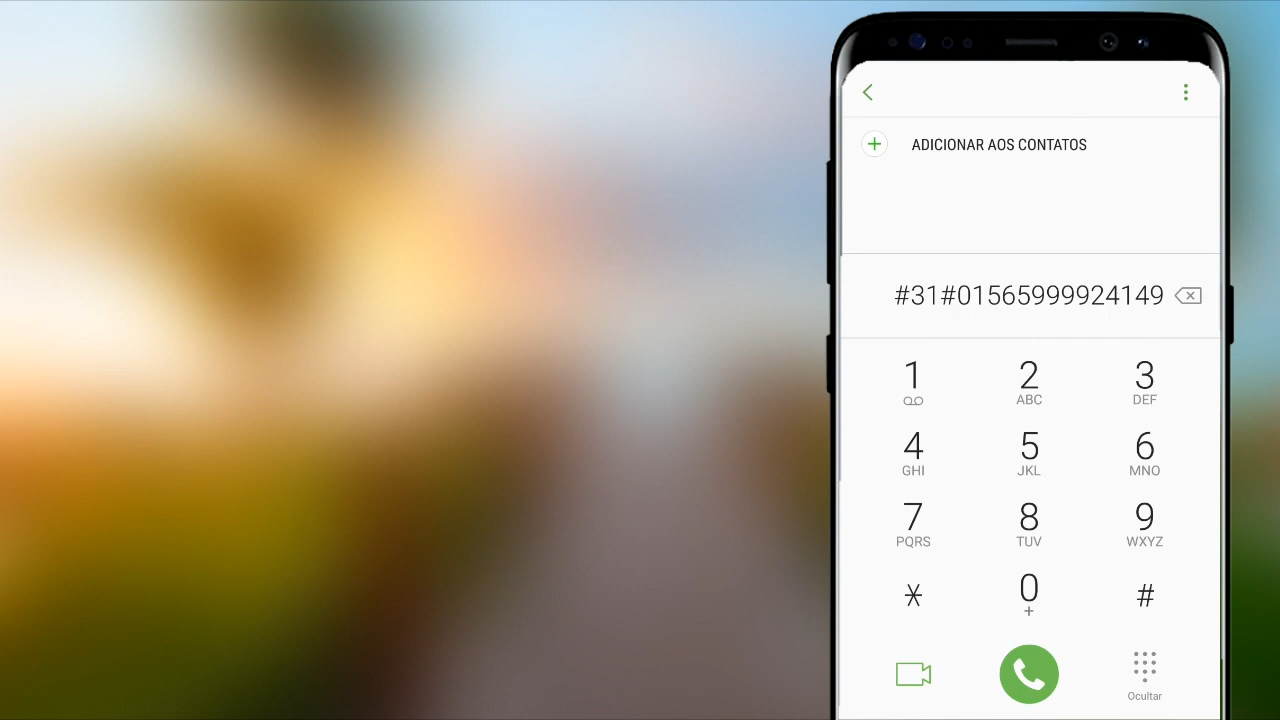 ADICIONAR AOS CONTATOS
#31#01565999924149
1 2 3
ABC DEF
4 5 6
GHI JKL MNO
7 8 9
PQRS TUV WXYZ
* 0 #
+
Ocultar